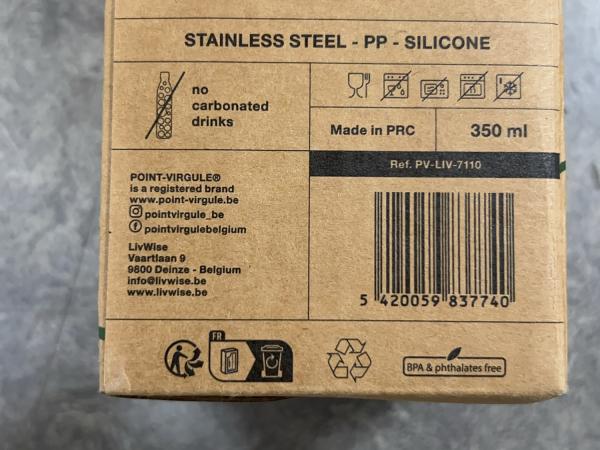 STAINLESS STEEL - PP - SILICONE
no
carbonated
drinks
Made in PRC
350 ml
Ref. PV-LIV-7110
POINT-VIRGULE®
is a registered brand
www.point-virgule.be
pointvirgule_be
pointvirgulebelgium
LivWise
Vaartlaan 9
9800 Deinze - Belgium
info@livwise.be
www.livwise.be
5 420059 837740
FR
BPA & phthalates free